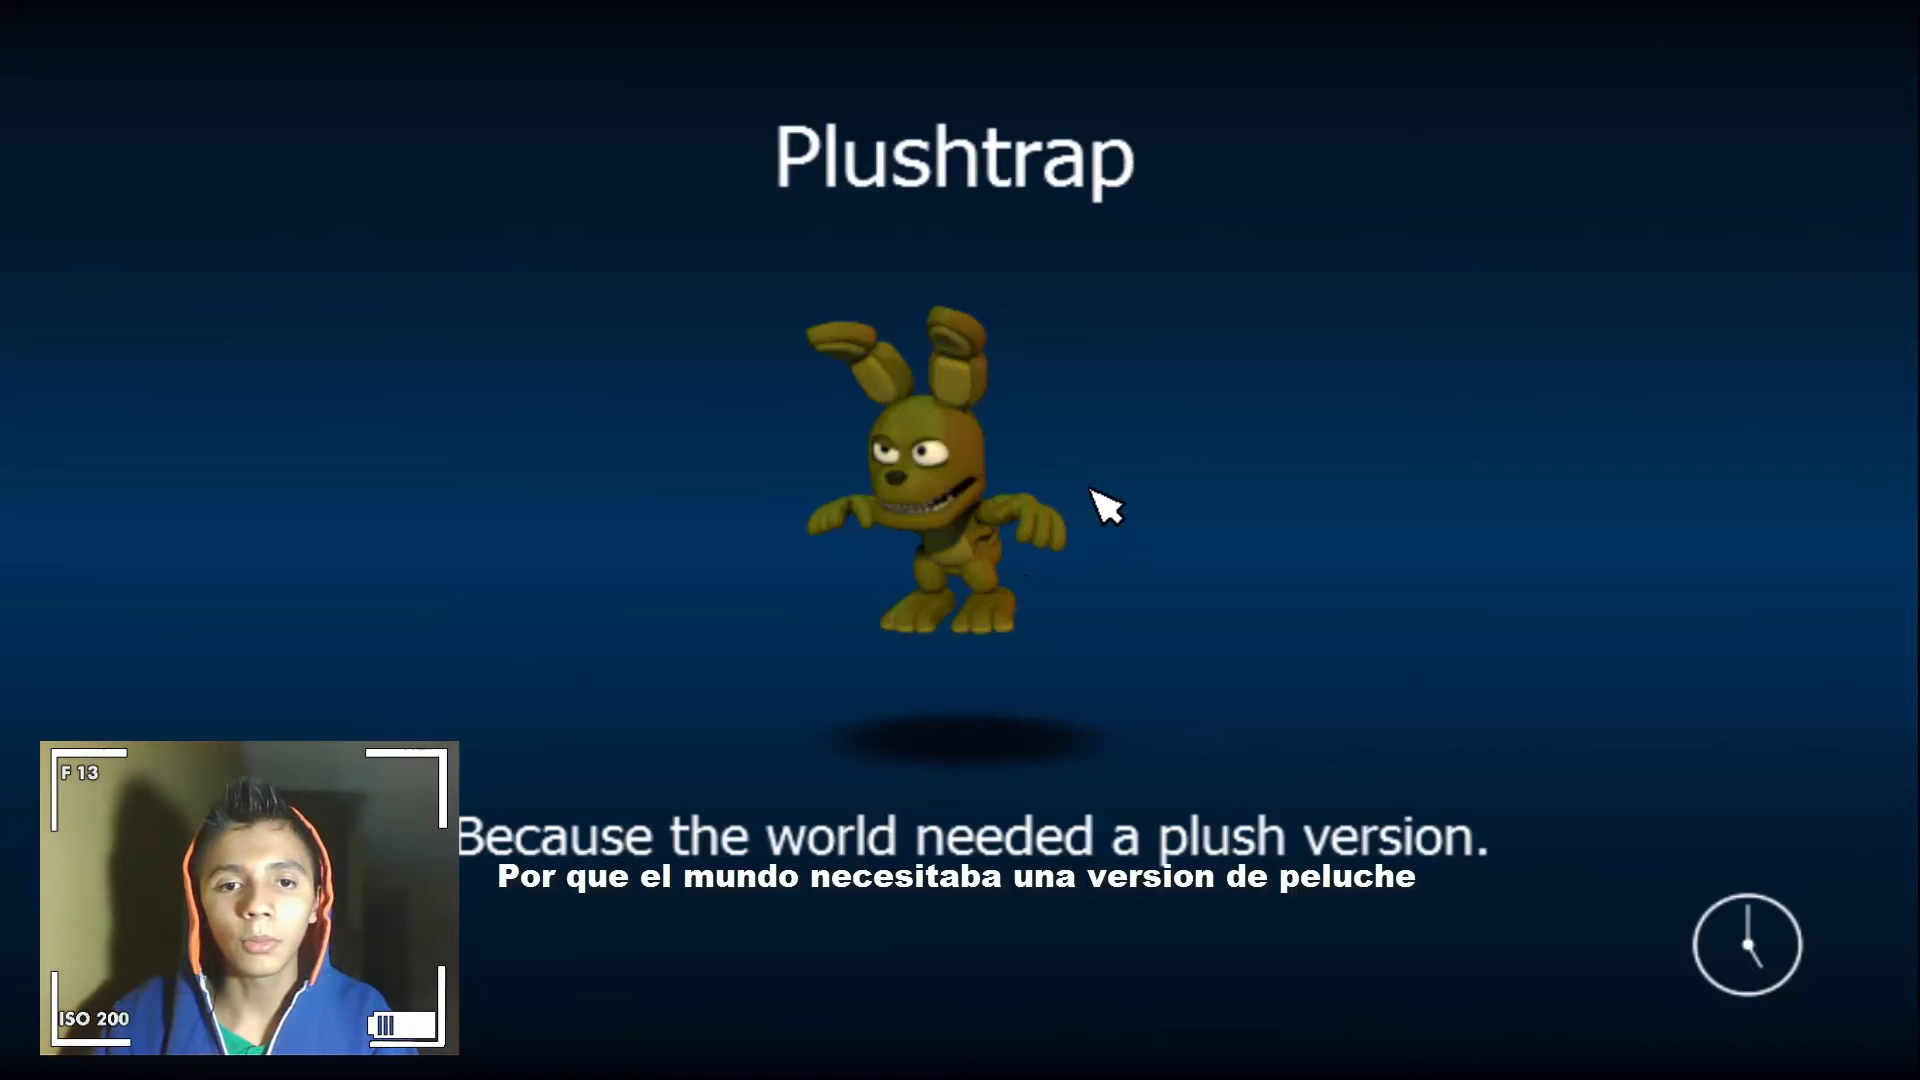 Plushtrap
F 13
Because the world needed a plush version.
Por que el mundo necesitaba una version de peluche
ISO 200